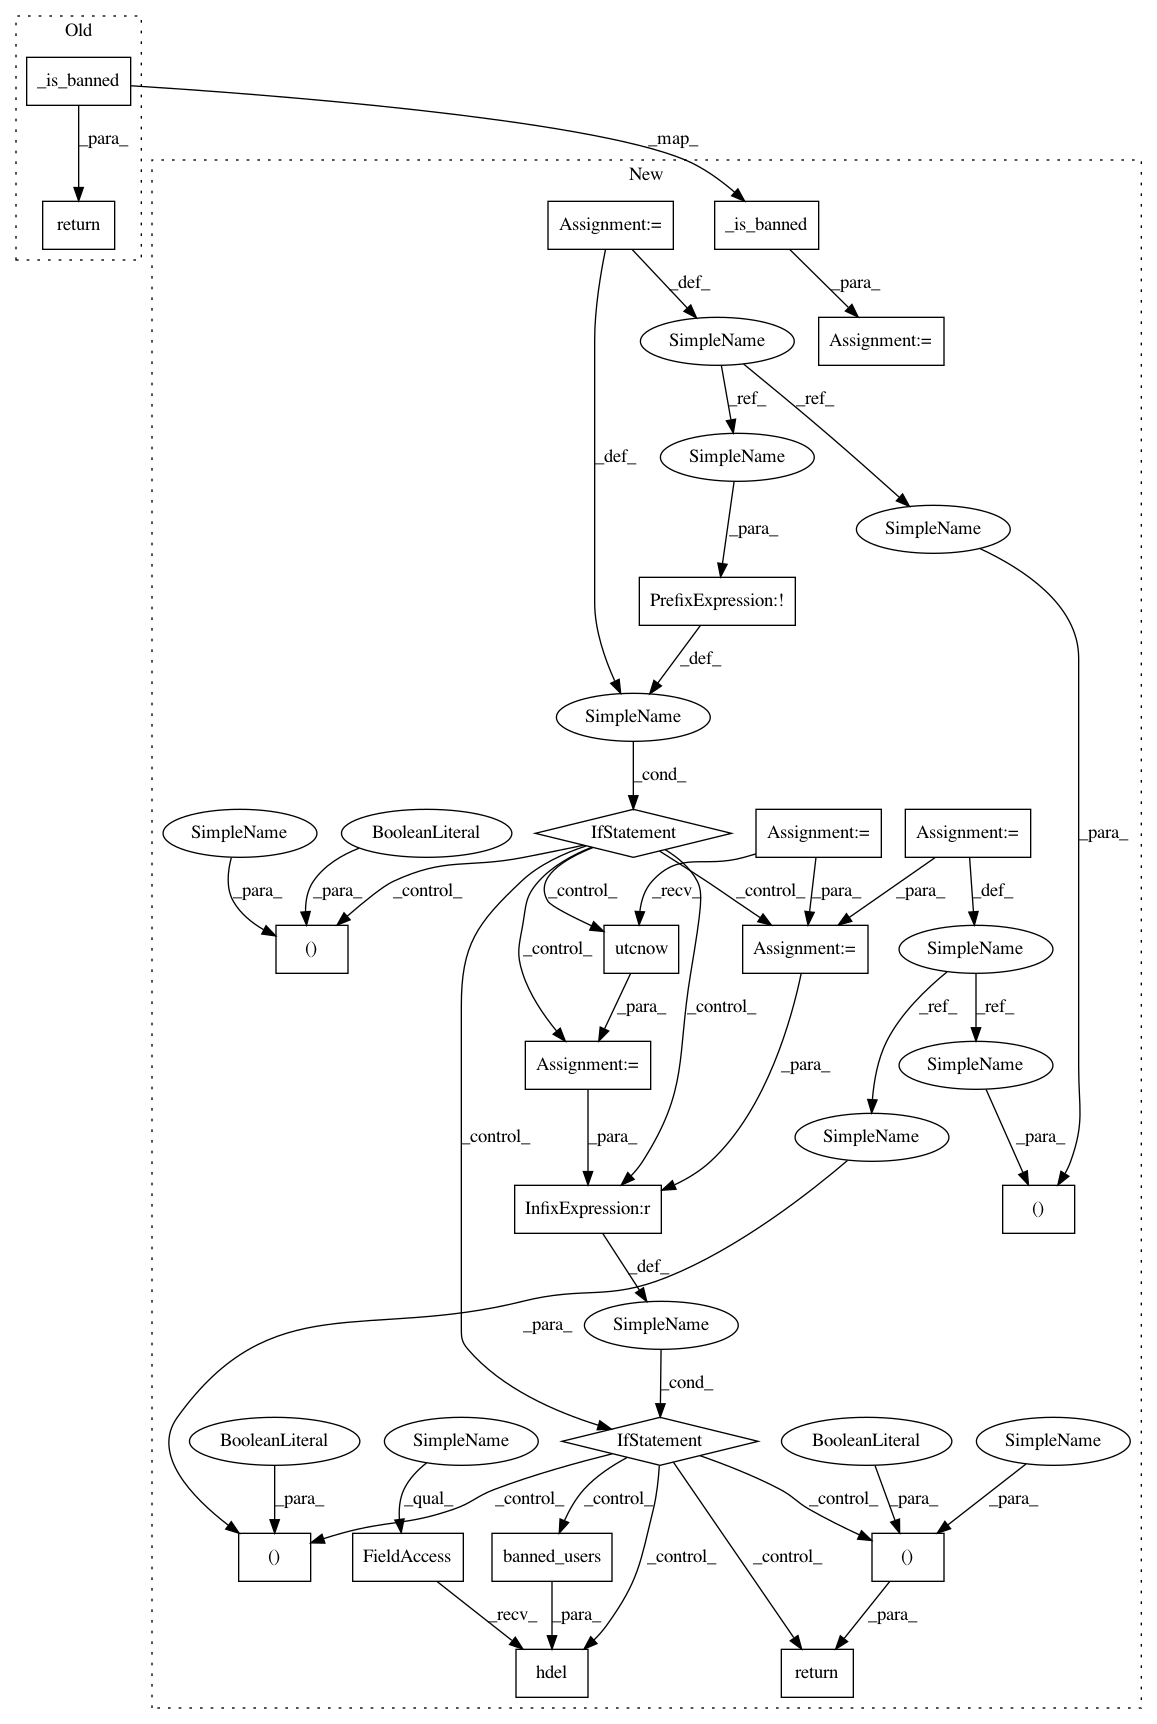 Old
_is_banned
_para_
_map_
return
New
Assignment:=
_is_banned
_def_
_para_
SimpleName
Assignment:=
_ref_
_ref_
_def_
SimpleName
SimpleName
_para_
PrefixExpression:!
_def_
SimpleName
_cond_
SimpleName
BooleanLiteral
IfStatement
Assignment:=
Assignment:=
_para_
_para_
_para_
_control_
_control_
_recv_
_control_
_para_
_para_
_def_
()
_control_
utcnow
Assignment:=
SimpleName
_para_
_control_
_ref_
_ref_
Assignment:=
SimpleName
_para_
_control_
_para_
SimpleName
_para_
InfixExpression:r
()
_def_
_para_
SimpleName
_cond_
BooleanLiteral
SimpleName
IfStatement
BooleanLiteral
SimpleName
_para_
_qual_
_control_
_control_
_control_
_para_
_para_
()
FieldAccess
banned_users
_control_
_control_
()
_recv_
_para_
_para_
hdel
return